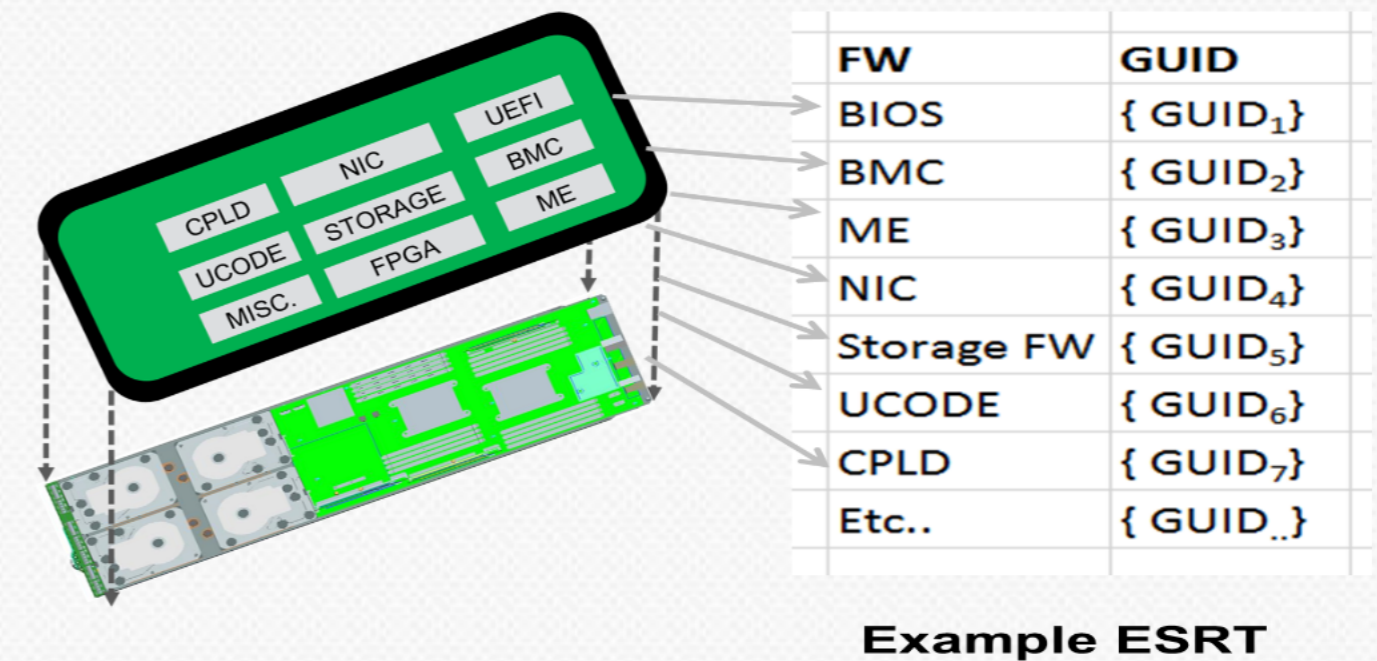 UEFI
NIC
BMC
CPLD
STORAGE
ME
UCODE
FPGA
MISC.
FW GUID
BIOS { GUID₁}
BMC { GUID₂}
ME { GUID₃}
NIC { GUID₄}
Storage FW { GUID₅}
UCODE { GUID₆}
CPLD { GUID₇}
Etc.. { GUID..}
Example ESRT